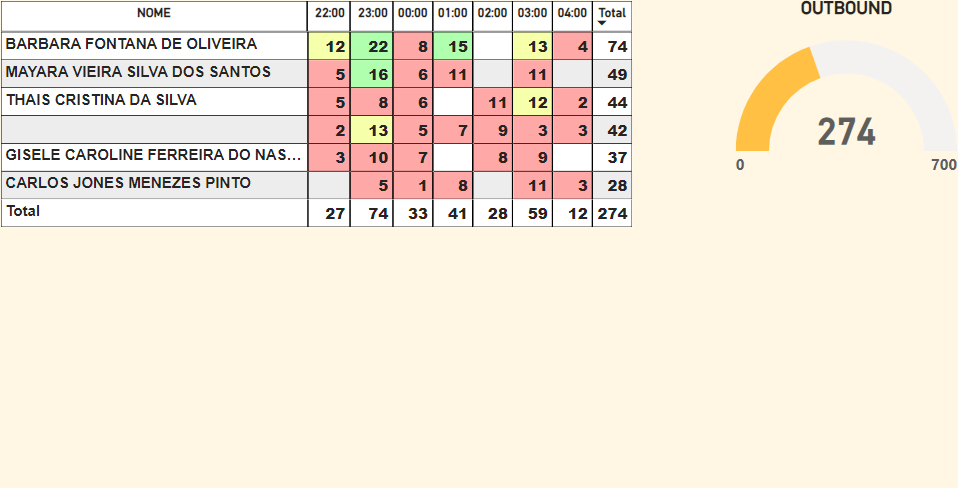 NOME 22:00 23:00 00:00 01:00 02:00 03:00 04:00 Total
BARBARA FONTANA DE OLIVEIRA 12 22 8 15 13 4 74
MAYARA VIEIRA SILVA DOS SANTOS 5 16 6 11 11 49
THAIS CRISTINA DA SILVA 5 8 6 11 12 2 44
2 13 5 7 9 3 3 42
GISELE CAROLINE FERREIRA DO NAS... 3 10 7 8 9 37
CARLOS JONES MENEZES PINTO 5 1 8 11 3 28
Total 27 74 33 41 28 59 12 274
OUTBOUND
274
0 700